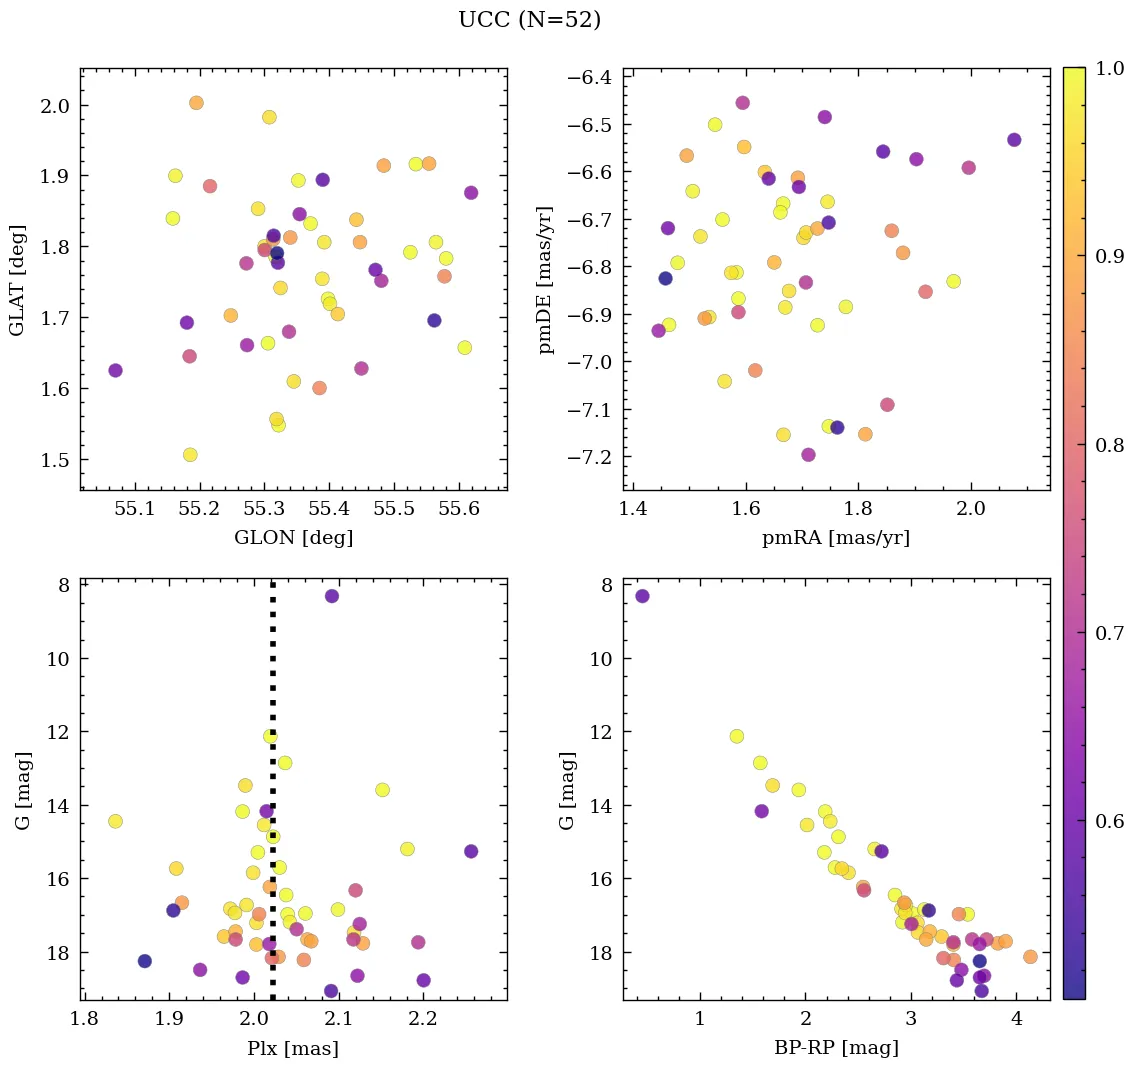 UCC (N=52)
2.0
1.9
1.8
1.7
1.6
1.5
GLAT [deg]
55.1 55.2 55.3 55.4 55.5 55.6
GLON [deg]
−6.4
−6.5
−6.6
−6.7
−6.8
−6.9
−7.0
−7.1
−7.2
pmDE [mas/yr]
1.4 1.6 1.8 2.0
pmRA [mas/yr]
8
10
12
14
16
18
G [mag]
1.8 1.9 2.0 2.1 2.2
Plx [mas]
8
10
12
14
16
18
G [mag]
1 2 3 4
BP-RP [mag]
1.0
0.9
0.8
0.7
0.6